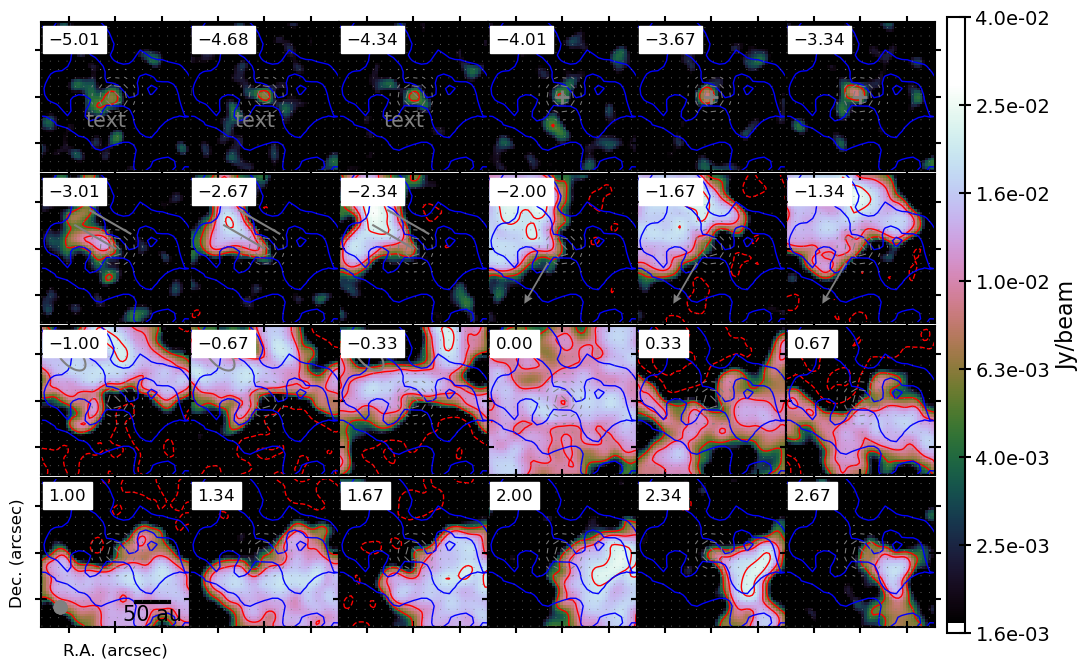 −5.01 −4.68 −4.34 −4.01 −3.67 −3.34
text text text
−3.01 −2.67 −2.34 −2.00 −1.67 −1.34
−1.00 −0.67 −0.33 0.00 0.33 0.67
1.00 1.34 1.67 2.00 2.34 2.67
50 au
Dec. (arcsec)
R.A. (arcsec)
4.0e-02
2.5e-02
1.6e-02
1.0e-02
6.3e-03
4.0e-03
2.5e-03
1.6e-03
Jy/beam